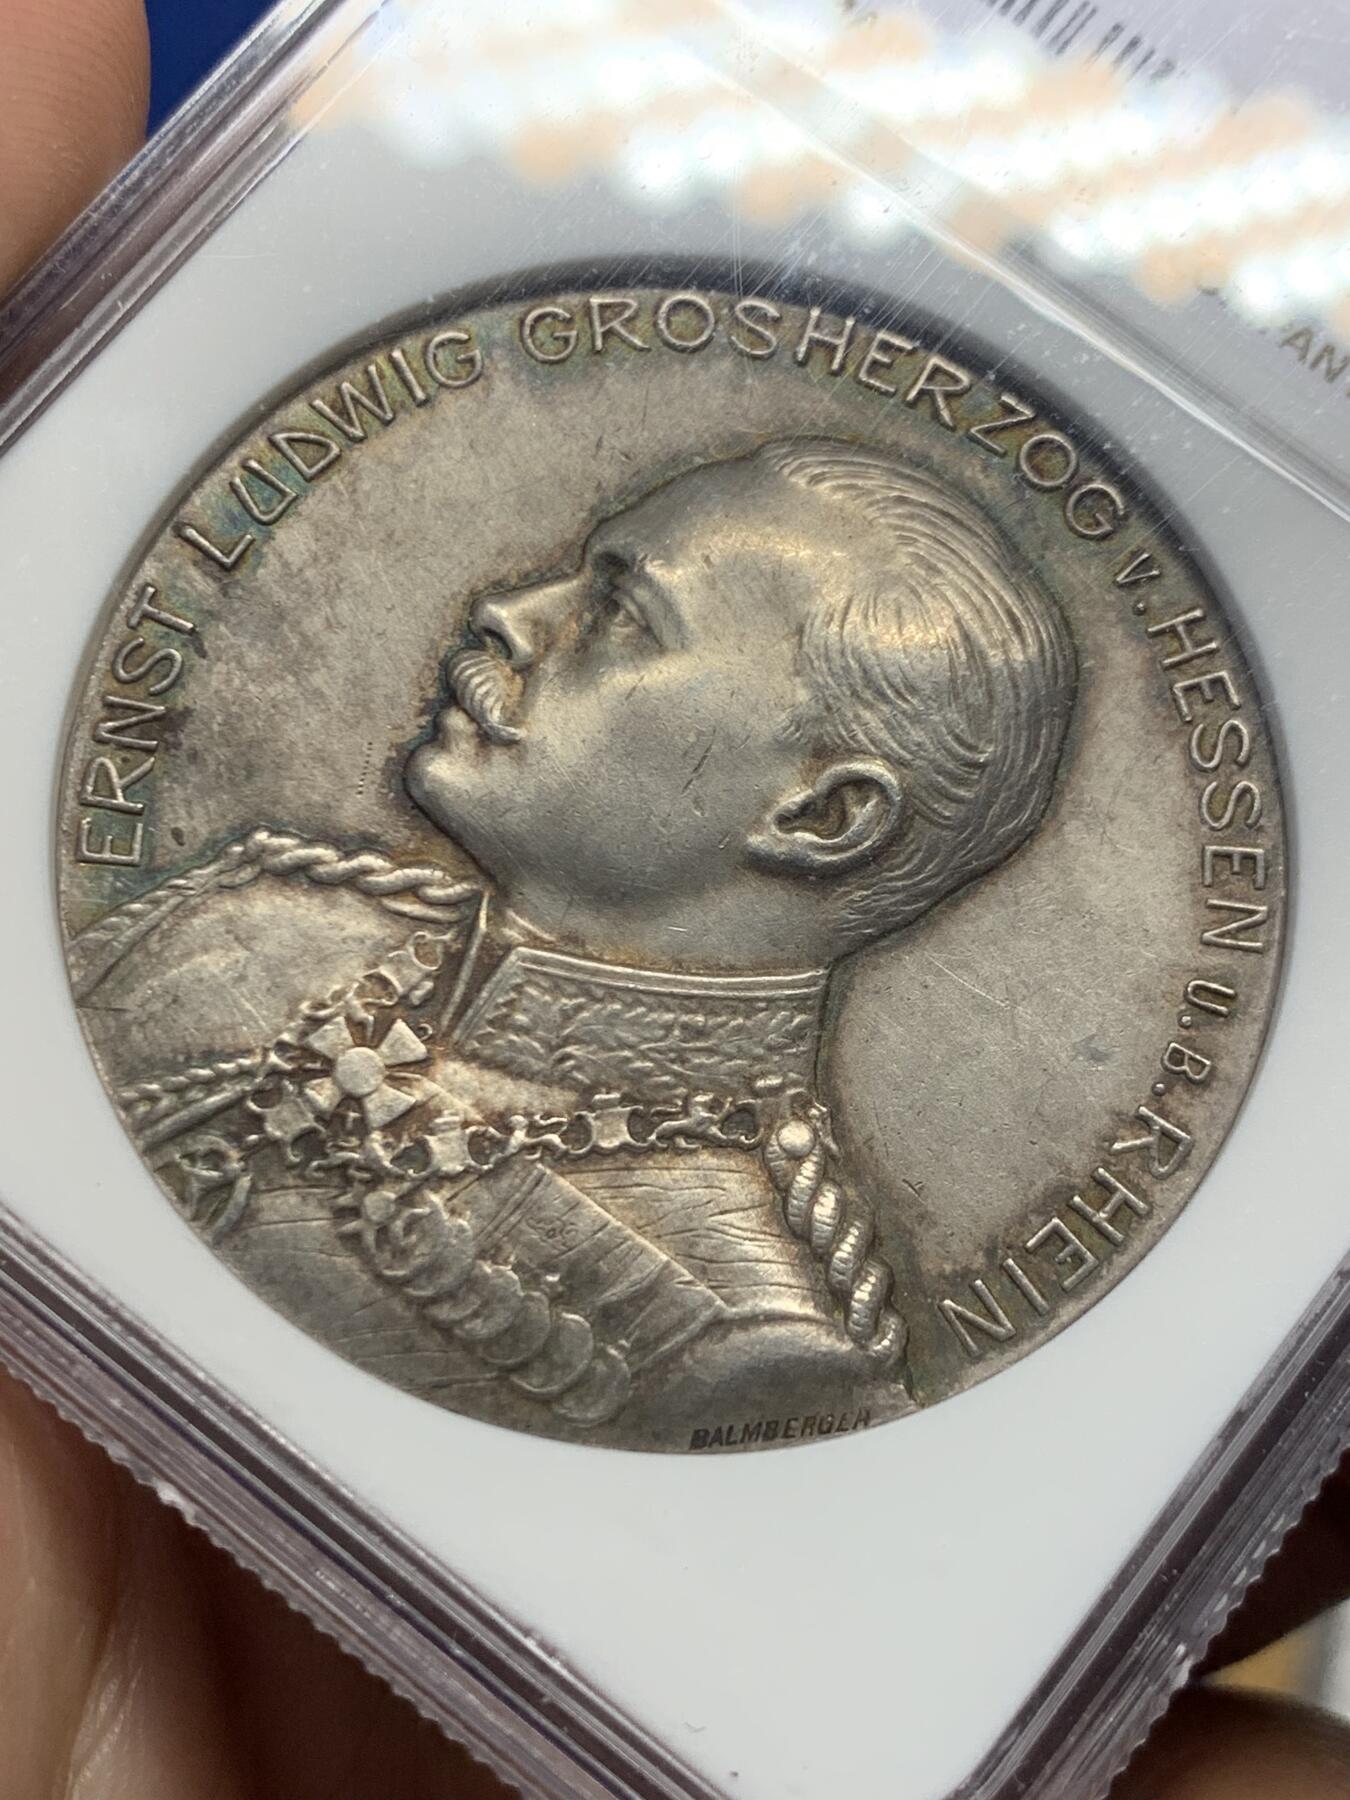 ERNST LUDWIG GROSHERZOG V. HESSEN U. B. RHEIN
BALMBERGER